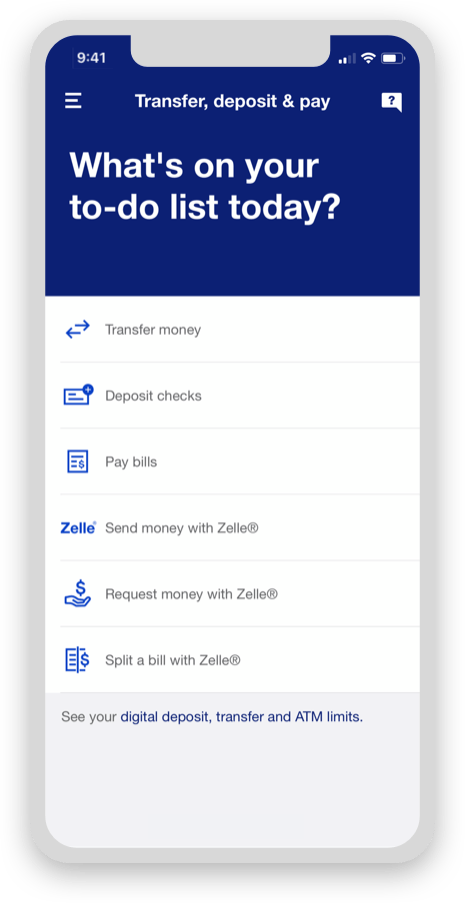 9:41
Transfer, deposit & pay
?
What's on your
to-do list today?
Transfer money
Deposit checks
$
Pay bills
Zelle® Send money with Zelle®
$
Request money with Zelle®
$
Split a bill with Zelle®
See your digital deposit, transfer and ATM limits.